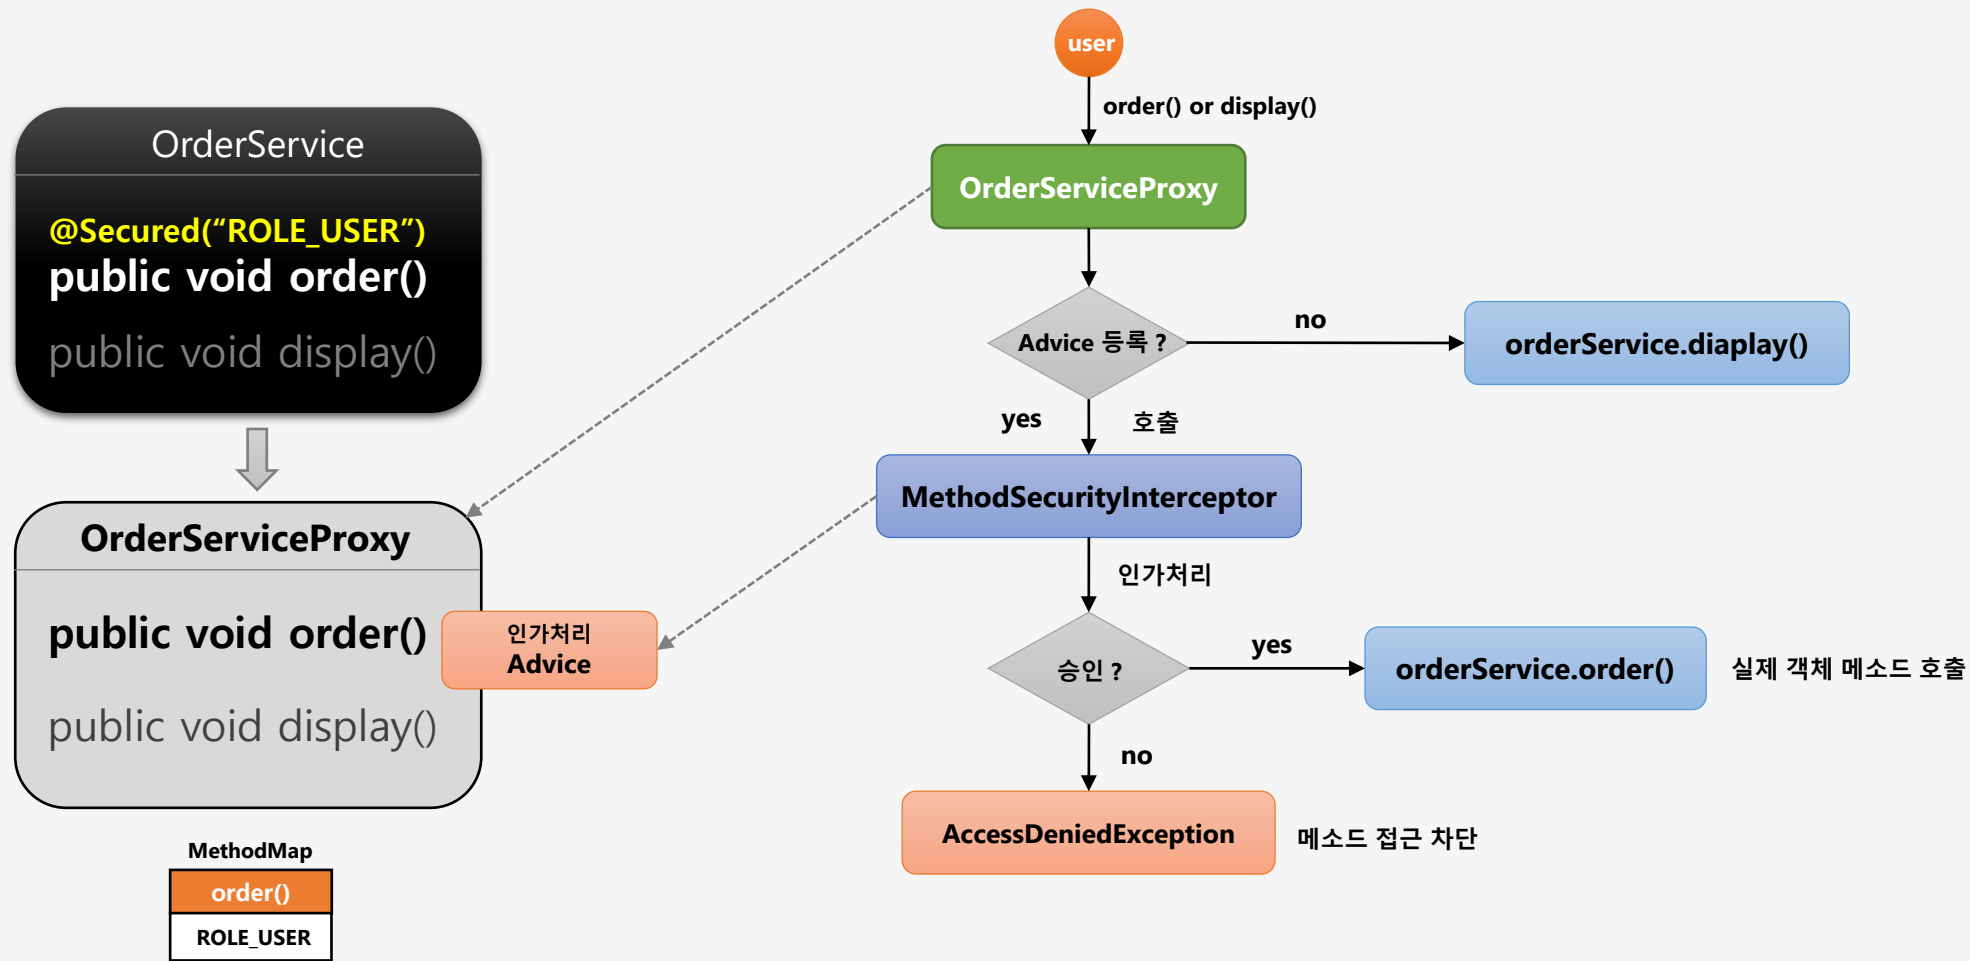 OrderService
@Secured(“ROLE_USER”)
public void order()
public void display()
OrderServiceProxy
public void order()
인가처리
Advice
public void display()
MethodMap
order()
ROLE_USER
user
order() or display()
OrderServiceProxy
Advice 등록 ?
no
orderService.diaplay()
yes
호출
MethodSecurityInterceptor
인가처리
승인 ?
yes
orderService.order()
실제 객체 메소드 호출
no
AccessDeniedException
메소드 접근 차단